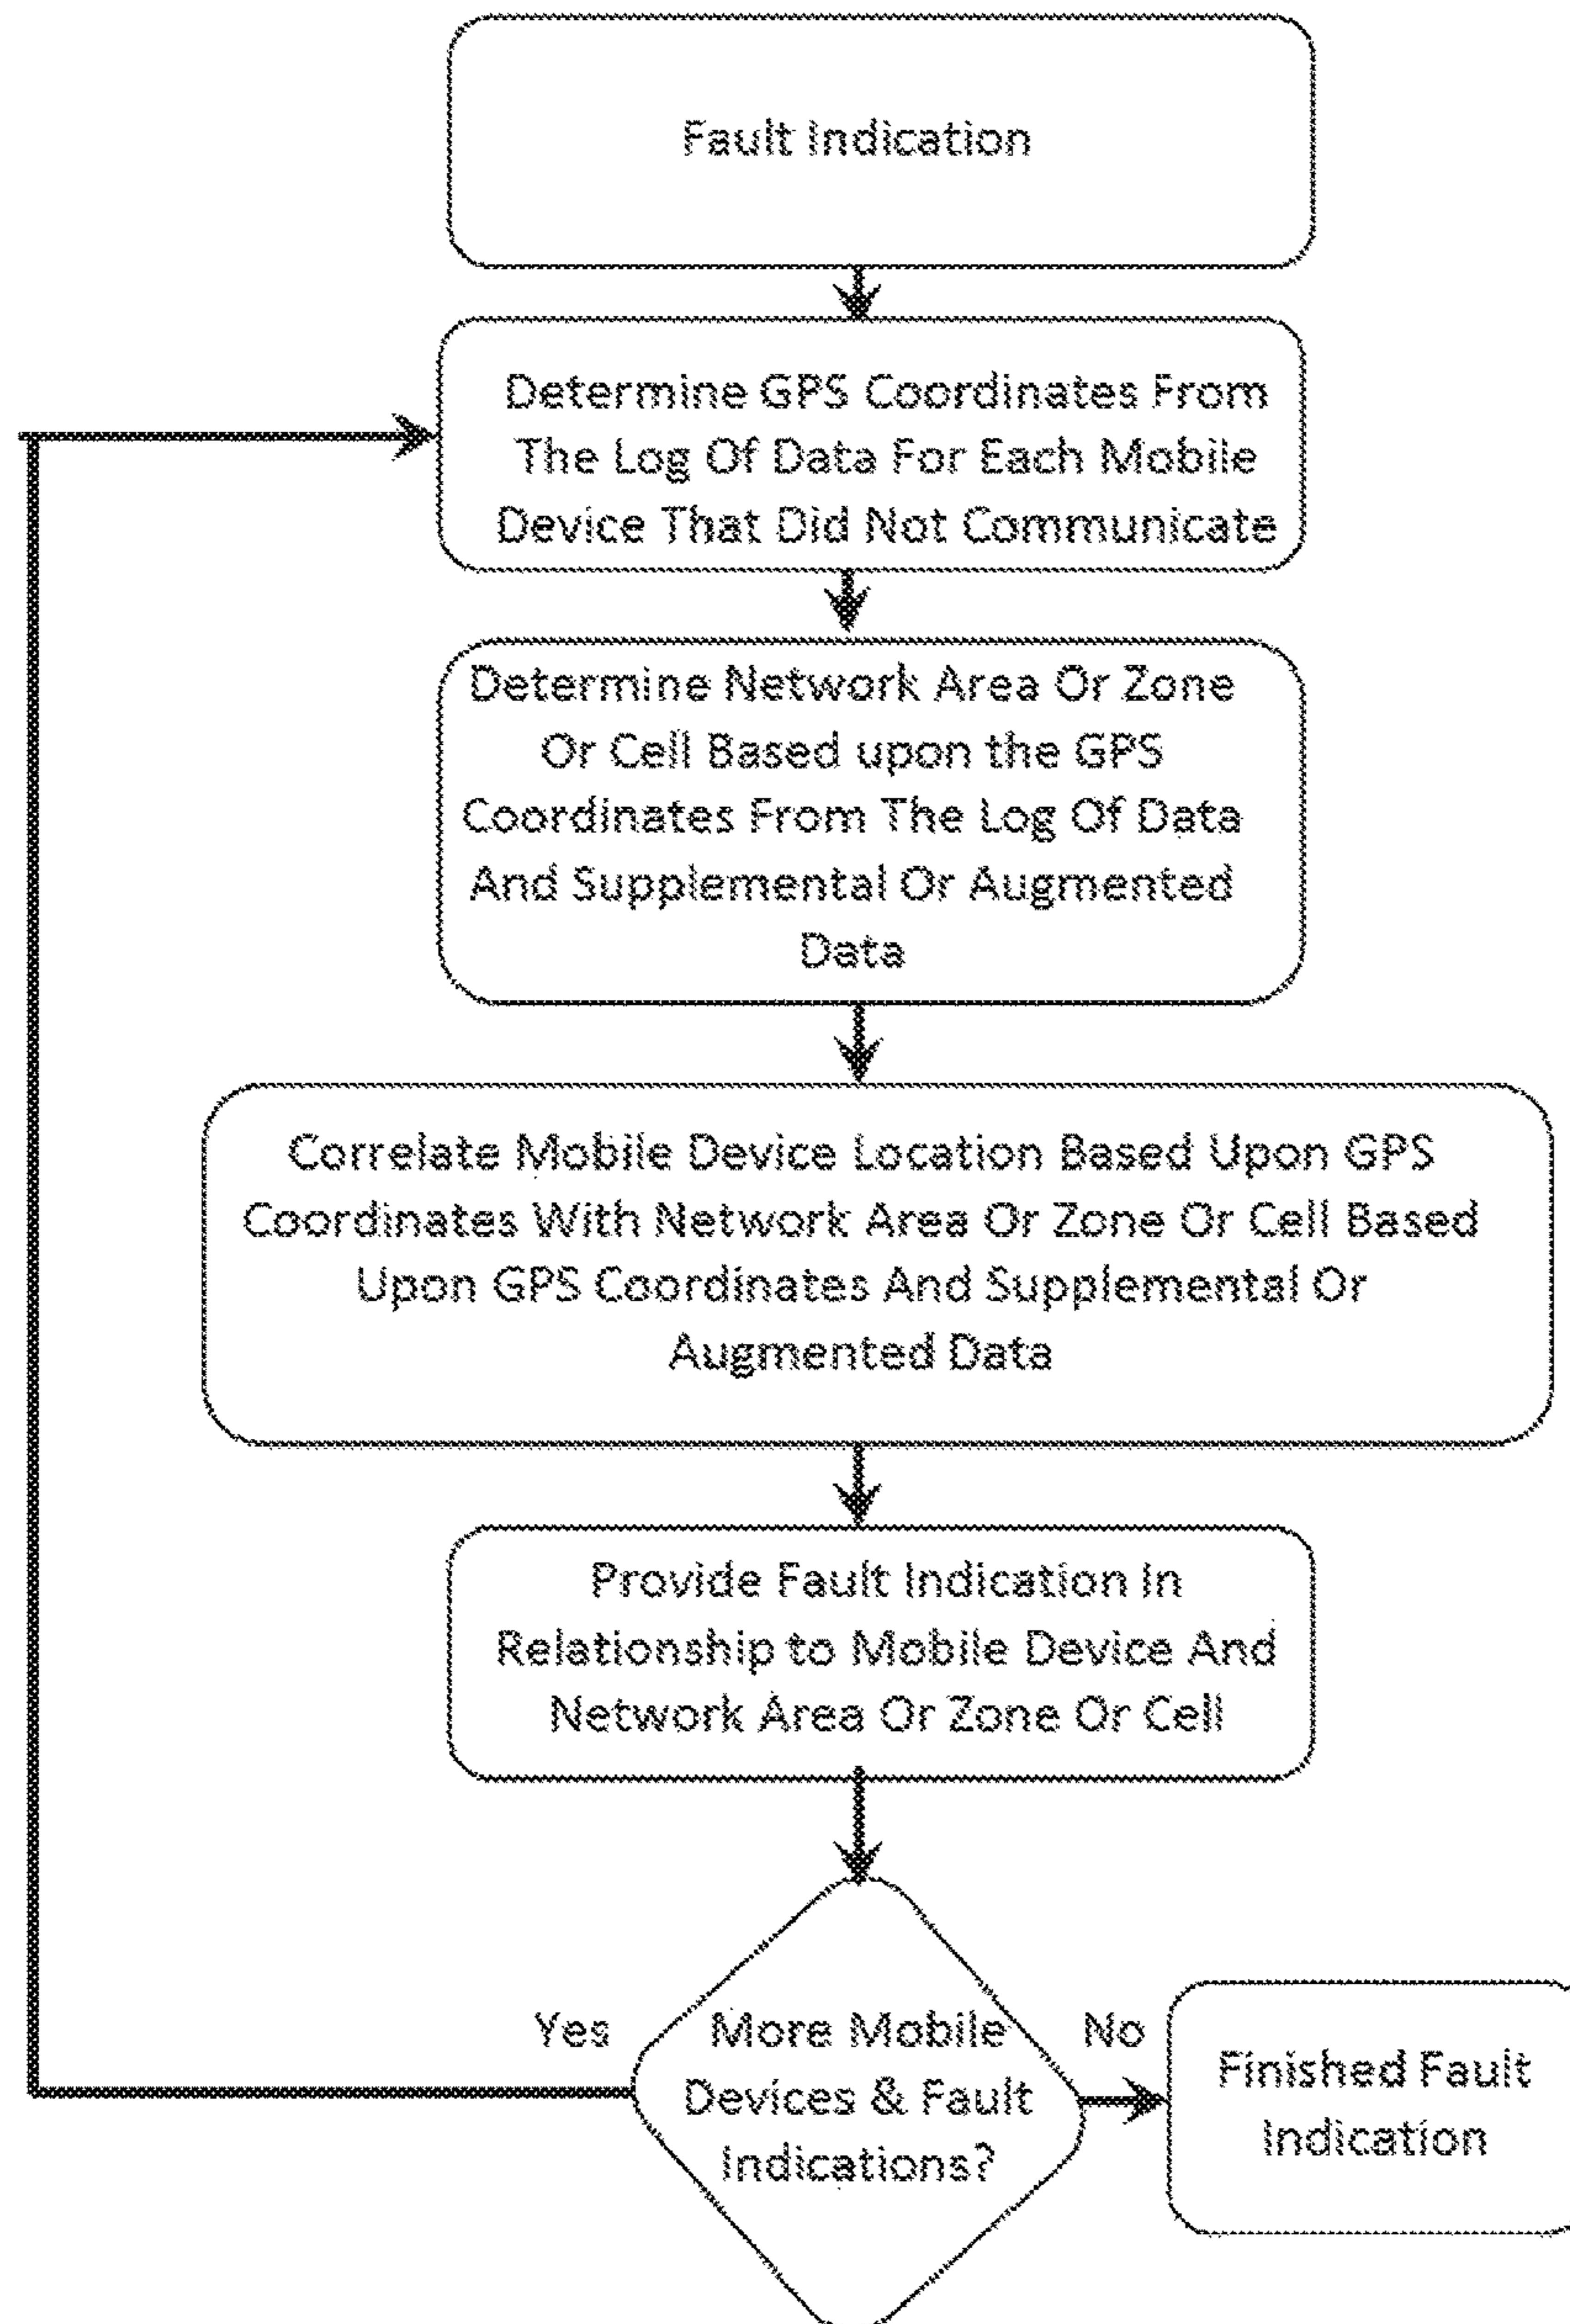 Fault Indication
Determine GPS Coordinates From
The Log Of Data For Each Mobile
Device That Did Not Communicate
Determine Network Area Or Zone
Or Cell Based upon the GPS
Coordinates From The Log Of Data
And Supplemental Or Augmented
Data
Correlate Mobile Device Location Based Upon GPS
Coordinates With Network Area Or Zone Or Cell Based
Upon GPS Coordinates And Supplemental Or
Augmented Data
Provide Fault Indication In
Relationship to Mobile Device And
Network Area Or Zone Or Cell
Yes
More Mobile
Devices & Fault
Indications?
No
Finished Fault
Indication